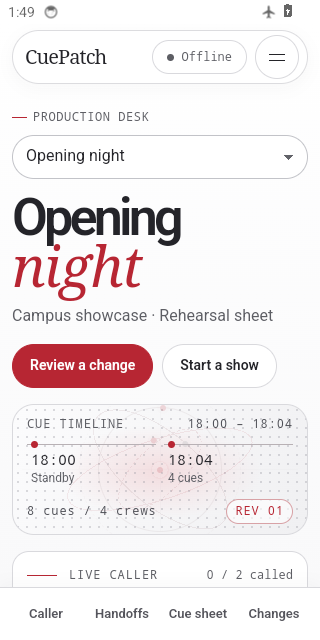 1:49
CuePatch
Offline
PRODUCTION DESK
Opening night
Opening
night
Campus showcase · Rehearsal sheet
Review a change
Start a show
CUE TIMELINE
18:00 – 18:04
18:00
18:04
Standby
4 cues
8 cues / 4 crews
REV 01
LIVE CALLER
0 / 2 called
Caller
Handoffs
Cue sheet
Changes